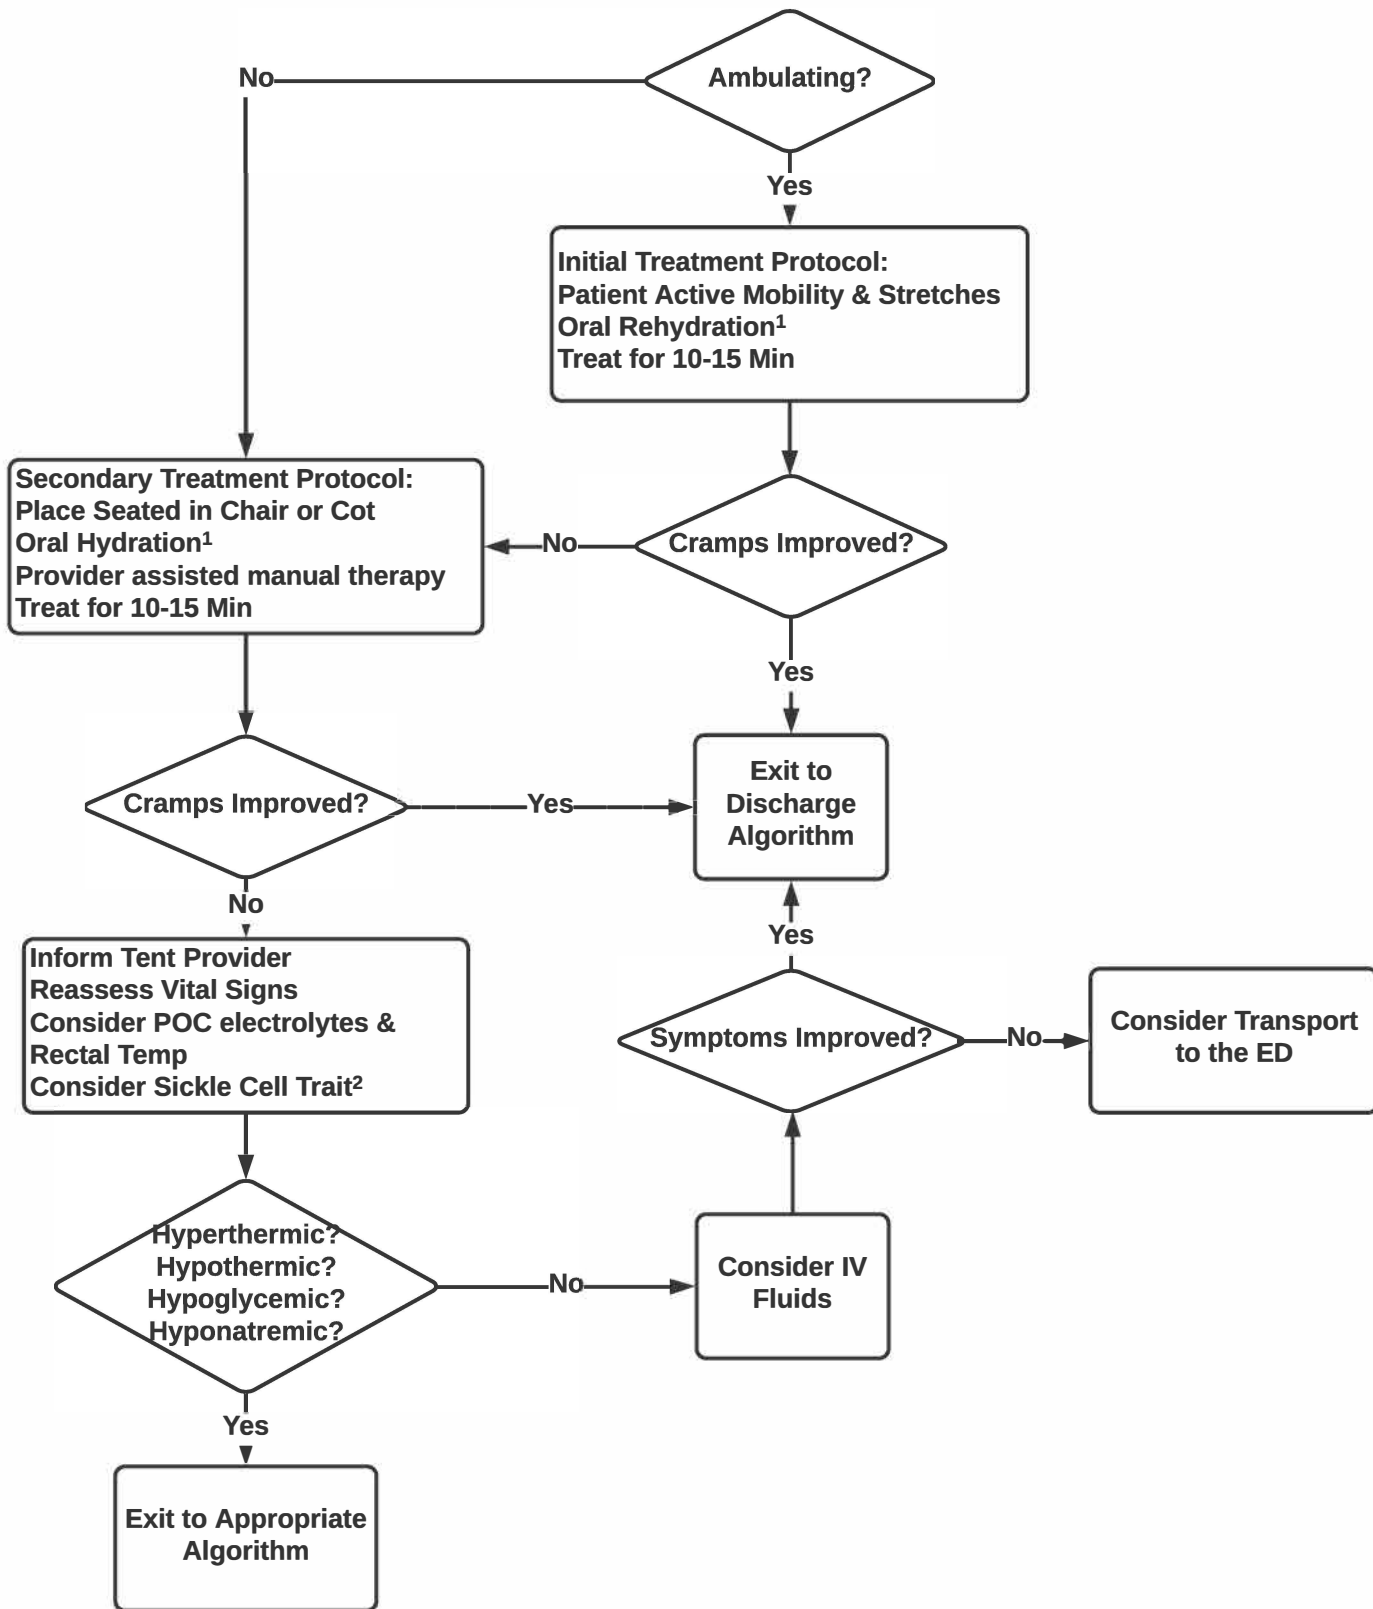 Ambulating?
No
Yes
Initial Treatment Protocol:
Patient Active Mobility & Stretches
Oral Rehydration¹
Treat for 10-15 Min
Secondary Treatment Protocol:
Place Seated in Chair or Cot
Oral Hydration¹
Provider assisted manual therapy
Treat for 10-15 Min
No
Cramps Improved?
Yes
Cramps Improved?
Yes
Exit to
Discharge
Algorithm
No
Inform Tent Provider
Reassess Vital Signs
Consider POC electrolytes &
Rectal Temp
Consider Sickle Cell Trait²
Yes
Symptoms Improved?
No
Consider Transport
to the ED
Hyperthermic?
Hypothermic?
Hypoglycemic?
Hyponatremic?
No
Consider IV
Fluids
Yes
Exit to Appropriate
Algorithm